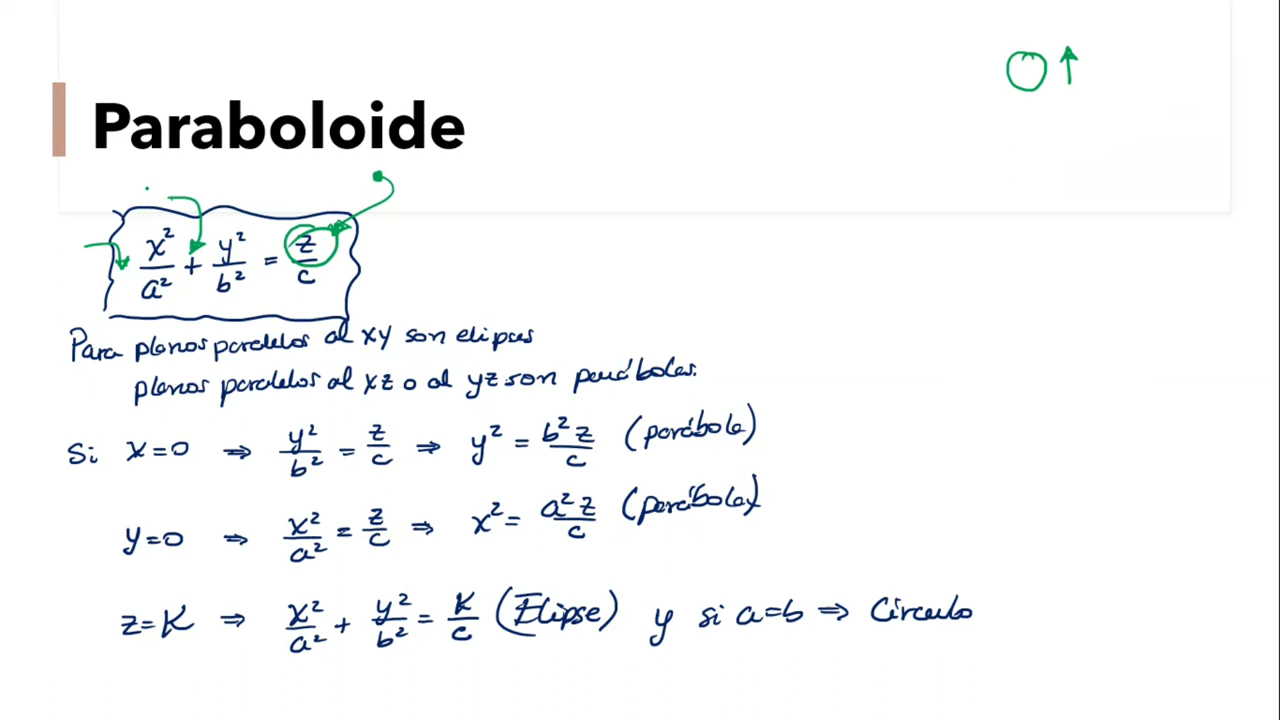 Paraboloide
x²/a² + y²/b² = z/c
Para planos paralelos al xy son elipses
planos paralelos al xz o al yz son parábolas.
Si x=0 ⇒ y²/b² = z/c ⇒ y² = b²z/c (parábola)
y=0 ⇒ x²/a² = z/c ⇒ x² = a²z/c (parábola)
z=K ⇒ x²/a² + y²/b² = K/c (Elipse) y si a=b ⇒ Círculo